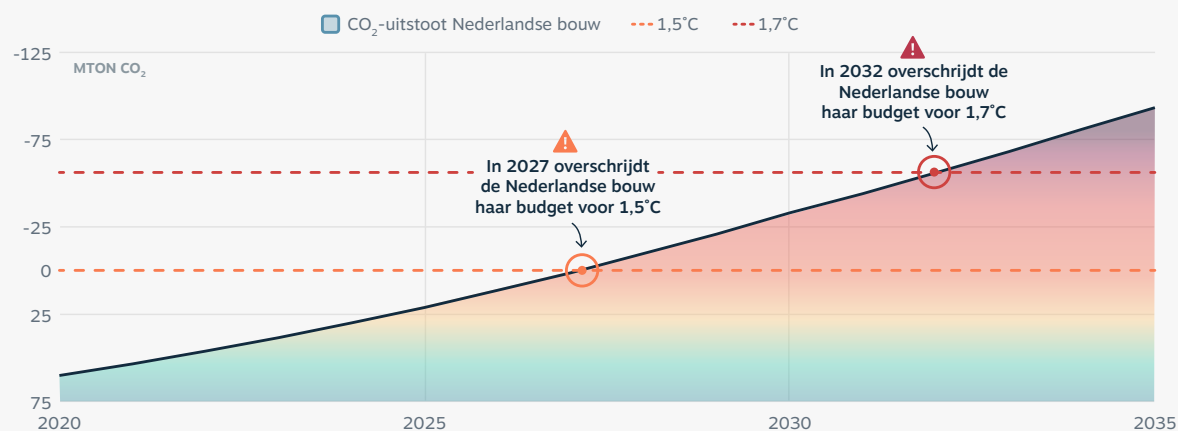 CO₂-uitstoot Nederlandse bouw 1,5˚C 1,7˚C
-125
MTON CO₂
In 2032 overschrijdt de
Nederlandse bouw
haar budget voor 1,7˚C
-75
In 2027 overschrijdt
de Nederlandse bouw
haar budget voor 1,5˚C
-25
0
25
75
2020 2025 2030 2035